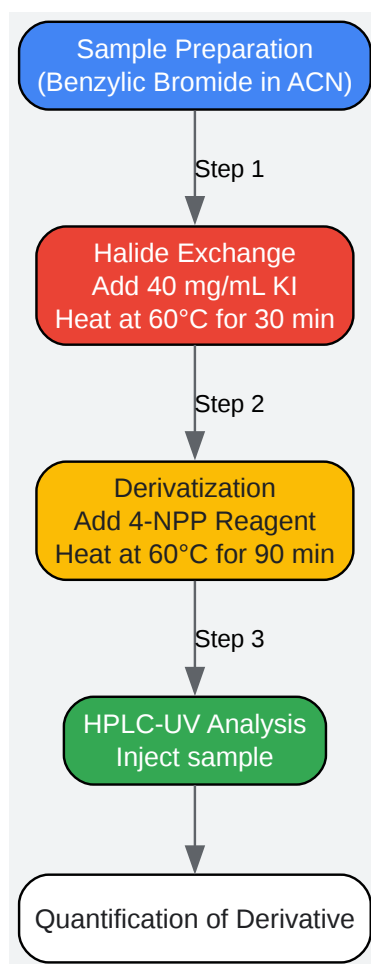 Sample Preparation
(Benzylic Bromide in ACN)
Step 1
Halide Exchange
Add 40 mg/mL KI
Heat at 60°C for 30 min
Step 2
Derivatization
Add 4-NPP Reagent
Heat at 60°C for 90 min
Step 3
HPLC-UV Analysis
Inject sample
Quantification of Derivative